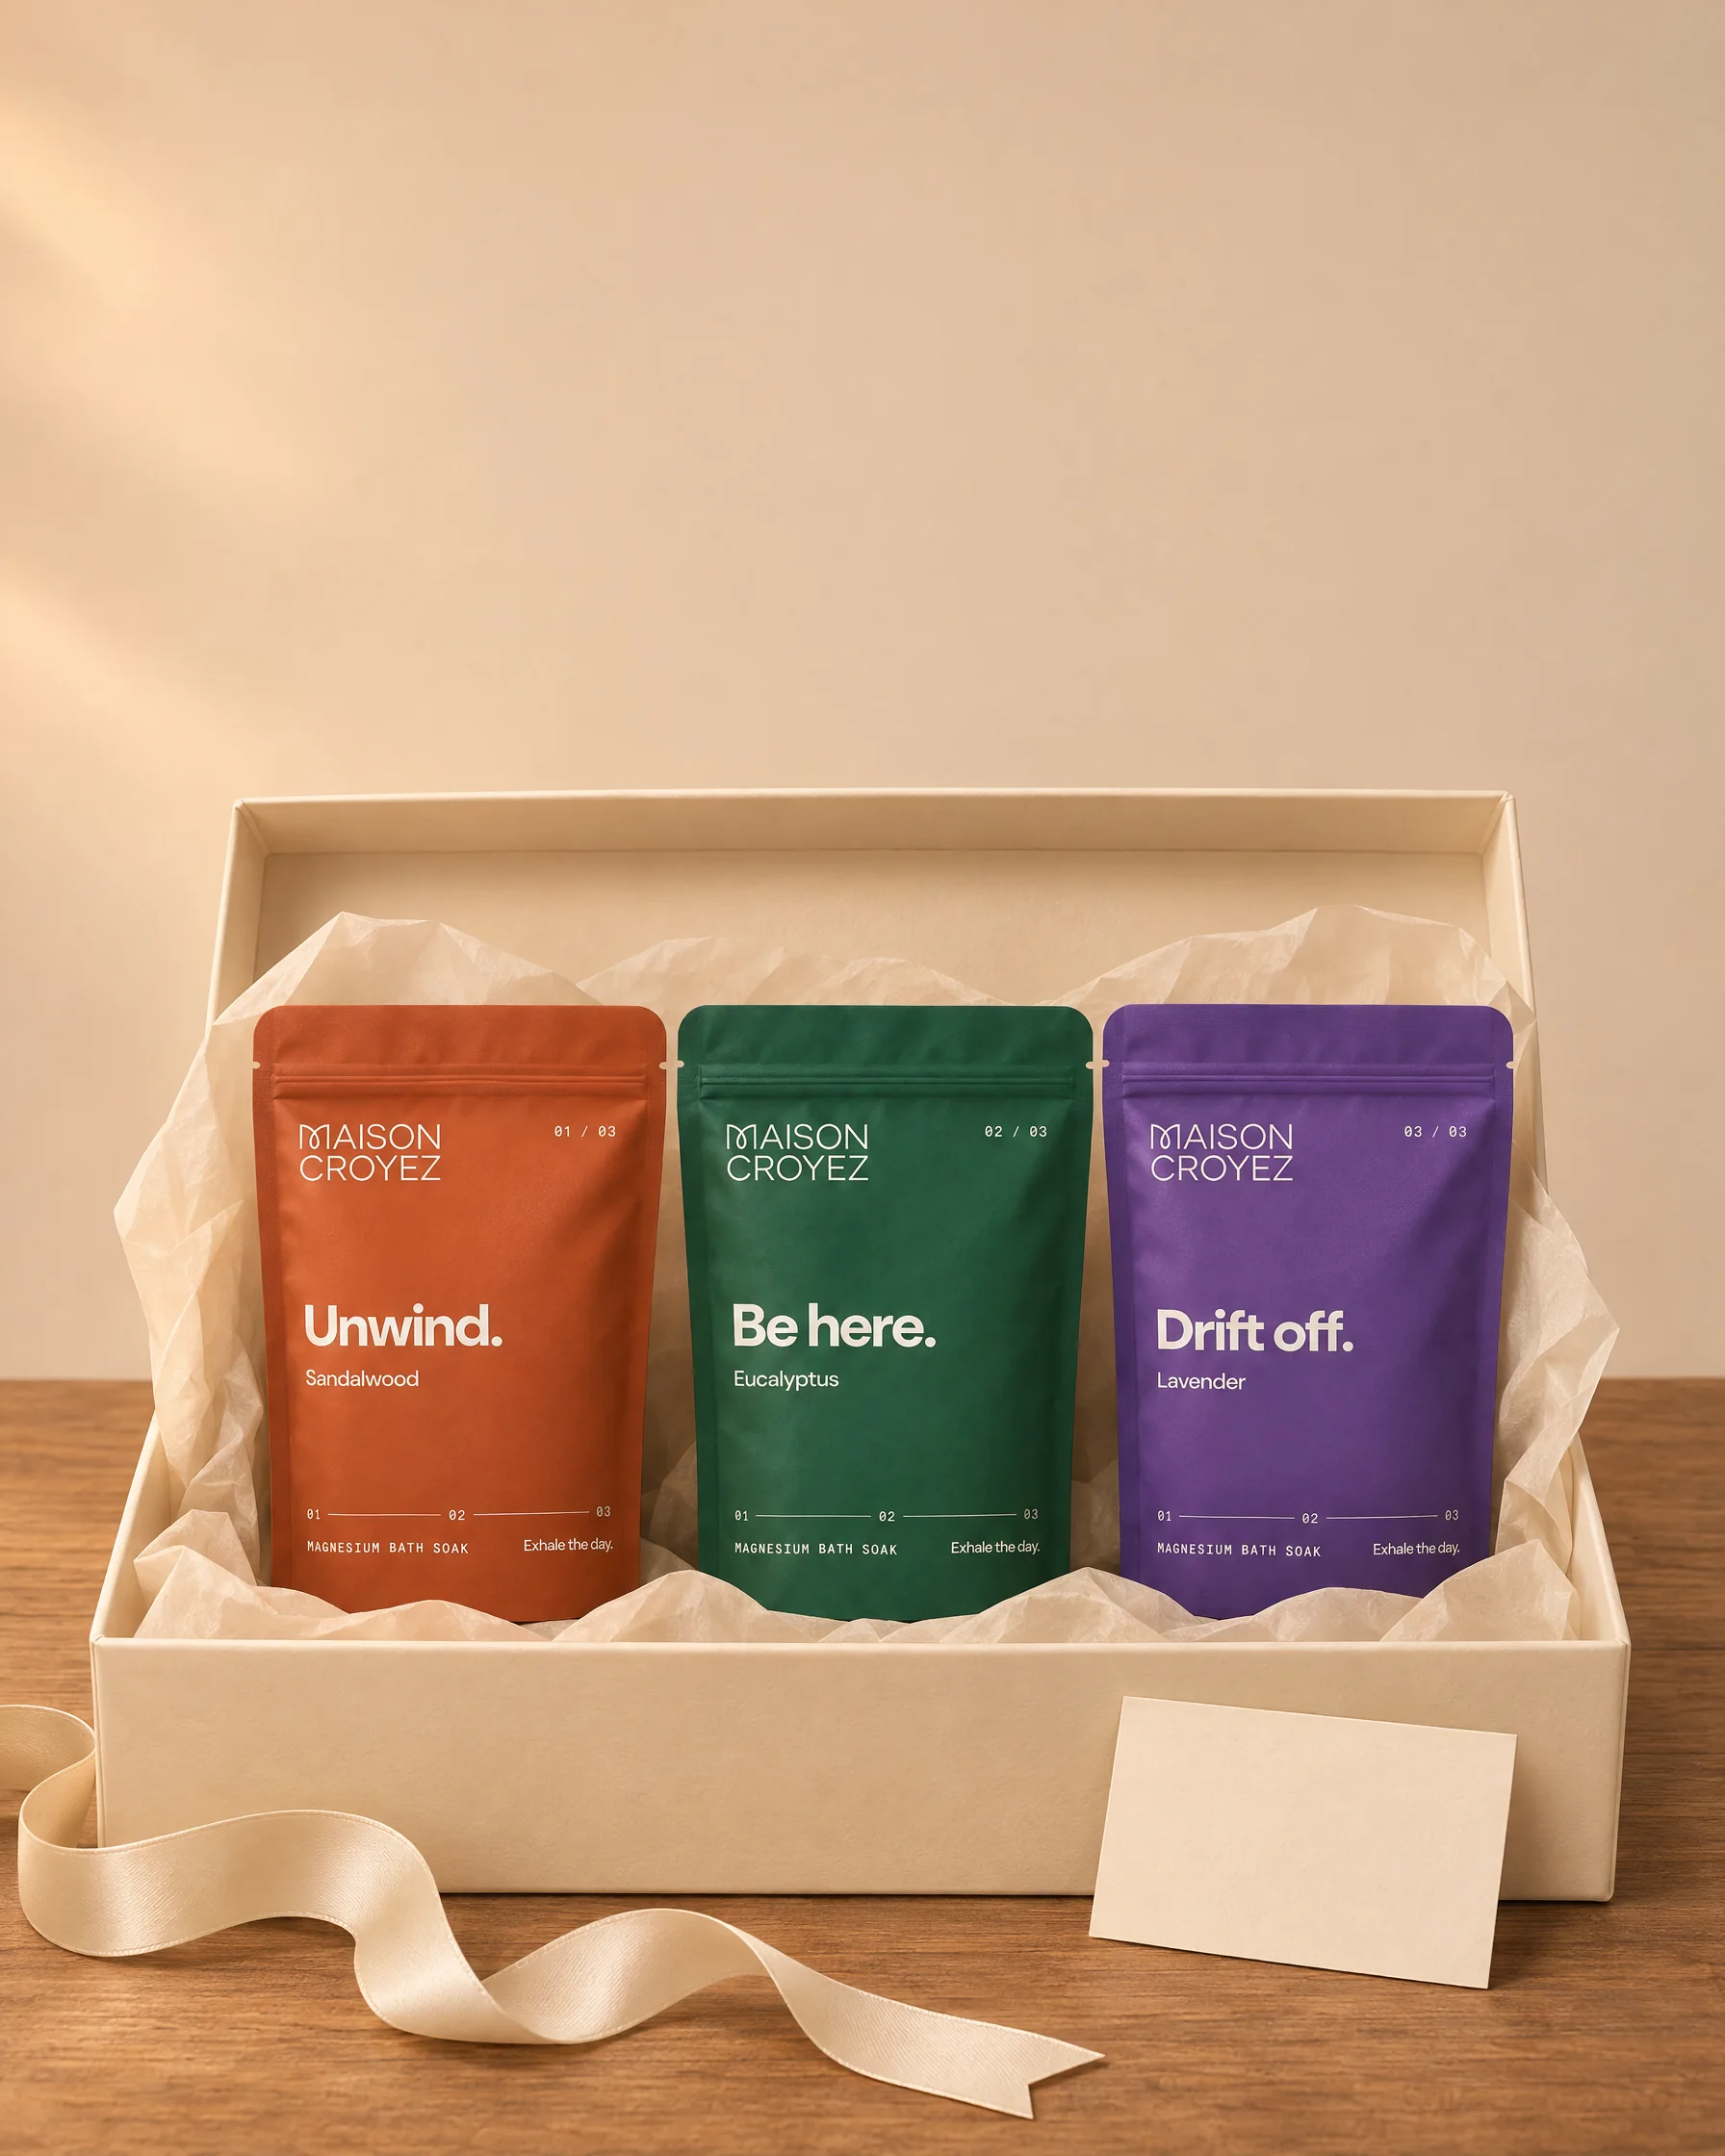 MAISON
CROYEZ
01 / 03
Unwind.
Sandalwood
01 02 03
MAGNESIUM BATH SOAK
Exhale the day.
MAISON
CROYEZ
02 / 03
Be here.
Eucalyptus
01 02 03
MAGNESIUM BATH SOAK
Exhale the day.
MAISON
CROYEZ
03 / 03
Drift off.
Lavender
01 02 03
MAGNESIUM BATH SOAK
Exhale the day.